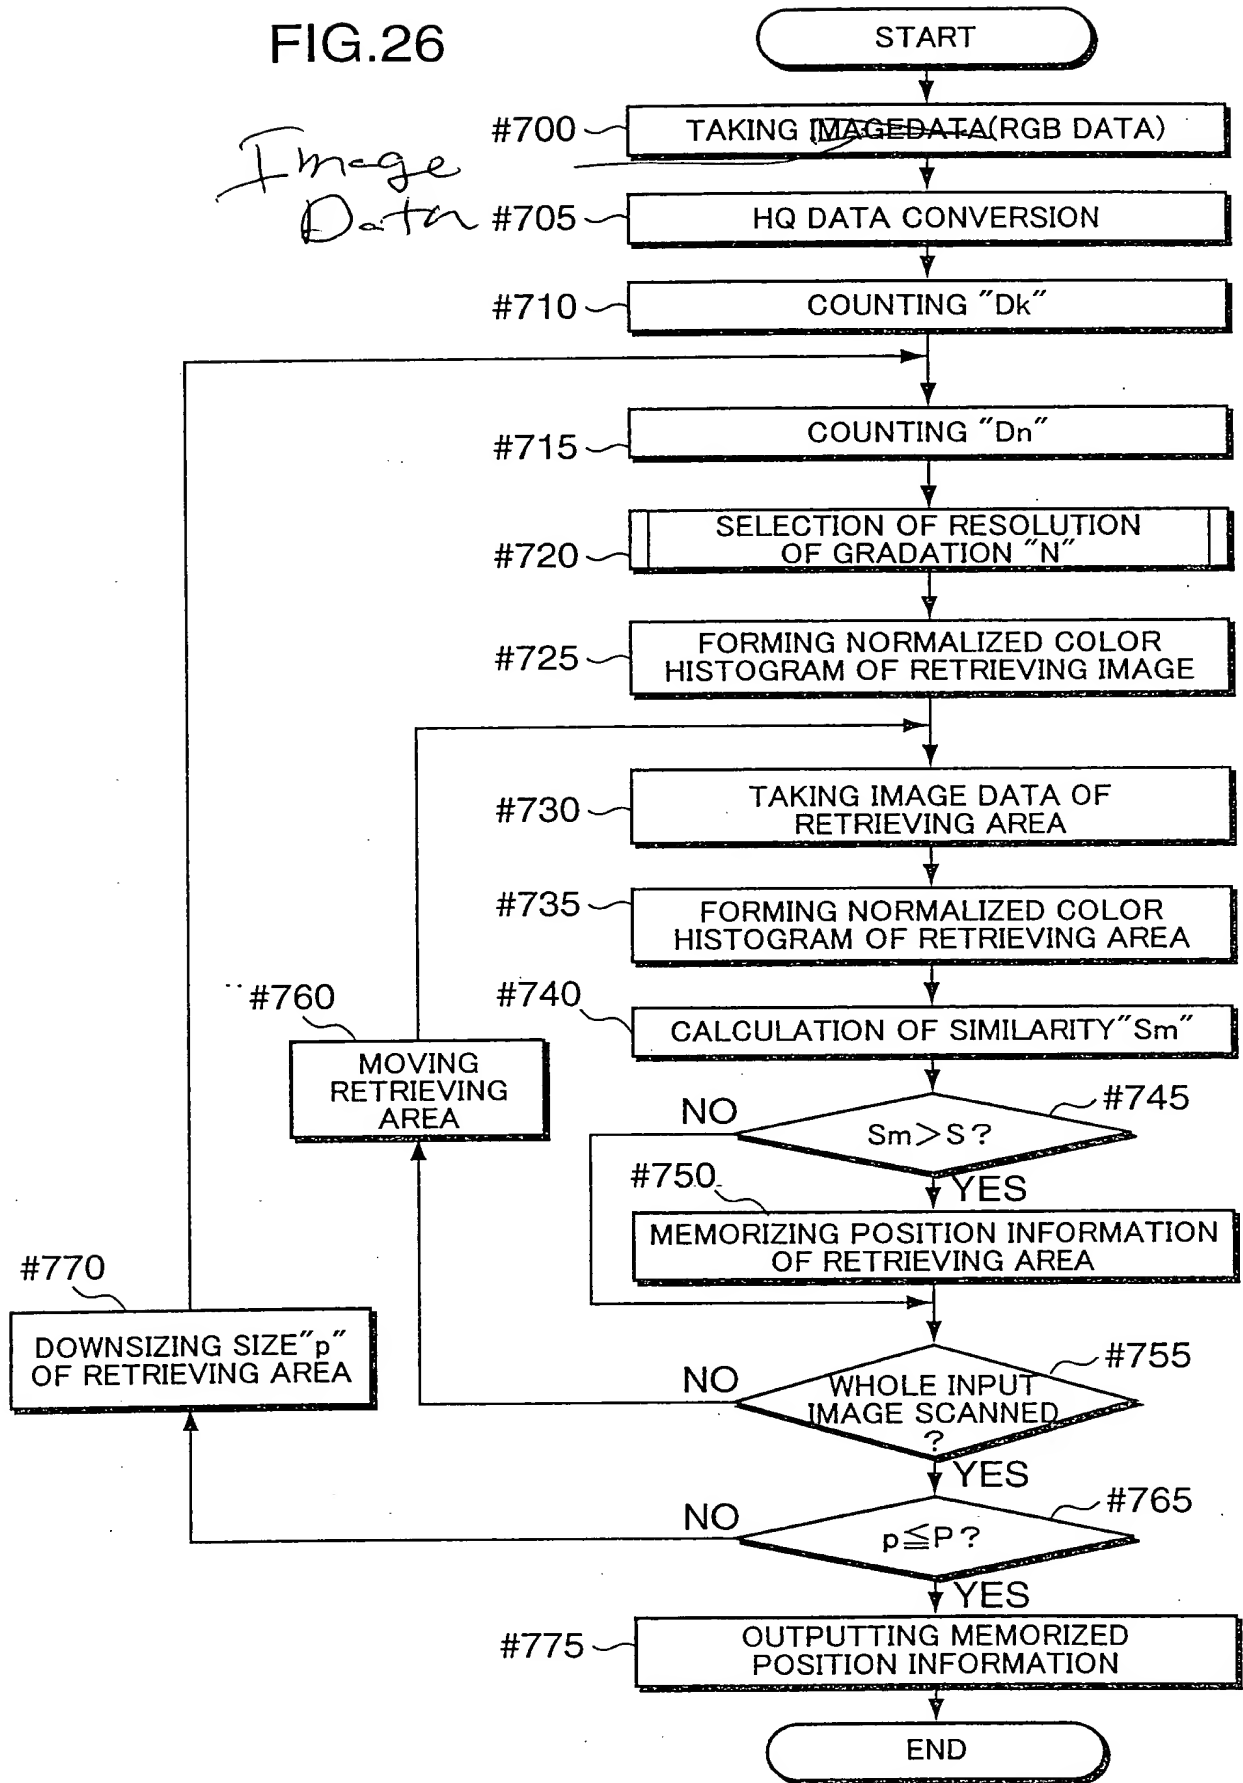 FIG.26
START
#700
TAKING IMAGEDATA(RGB DATA)
Image
Data
#705
HQ DATA CONVERSION
#710
COUNTING "Dk"
#715
COUNTING "Dn"
#720
SELECTION OF RESOLUTION
OF GRADATION "N"
#725
FORMING NORMALIZED COLOR
HISTOGRAM OF RETRIEVING IMAGE
#730
TAKING IMAGE DATA OF
RETRIEVING AREA
#735
FORMING NORMALIZED COLOR
HISTOGRAM OF RETRIEVING AREA
#740
CALCULATION OF SIMILARITY"Sm"
#760
MOVING
RETRIEVING
AREA
#745
NO
Sm>S?
YES
#750
MEMORIZING POSITION INFORMATION
OF RETRIEVING AREA
#770
DOWNSIZING SIZE"p"
OF RETRIEVING AREA
#755
NO
WHOLE INPUT
IMAGE SCANNED
?
YES
#765
NO
p≦P?
YES
#775
OUTPUTTING MEMORIZED
POSITION INFORMATION
END